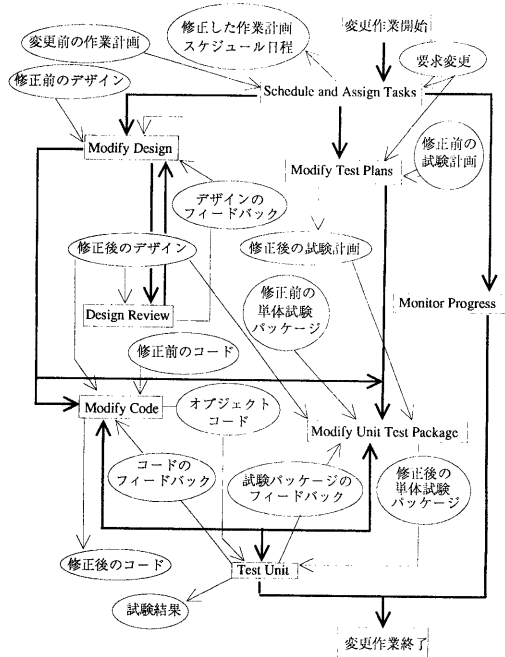 修正した作業計画
スケジュール日程
変更作業開始
変更前の作業計画
要求変更
修正前のデザイン
Schedule and Assign Tasks
Modify Design
修正前の
試験計画
Modify Test Plans
デザインの
フィードバック
修正後のデザイン
修正後の試験計画
修正前の
単体試験
パッケージ
Monitor Progress
Design Review
修正前のコード
オブジェクト
コード
Modify Code
Modify Unit Test Package
コードの
フィードバック
試験パッケージの
フィードバック
修正後の
単体試験
パッケージ
修正後のコード
Test Unit
試験結果
変更作業終了